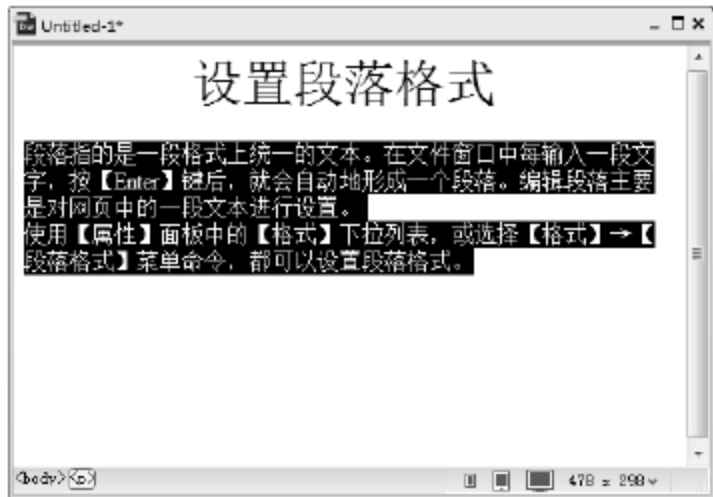 Untitled-1*
设置段落格式
段落指的是一段格式上统一的文本。在文件窗口中每输入一段文
字，按【Enter】键后，就会自动地形成一个段落。编辑段落主要
是对网页中的一段文本进行设置。
使用【属性】面板中的【格式】下拉列表，或选择【格式】→【
段落格式】菜单命令，都可以设置段落格式。
<body><p> 478 x 298